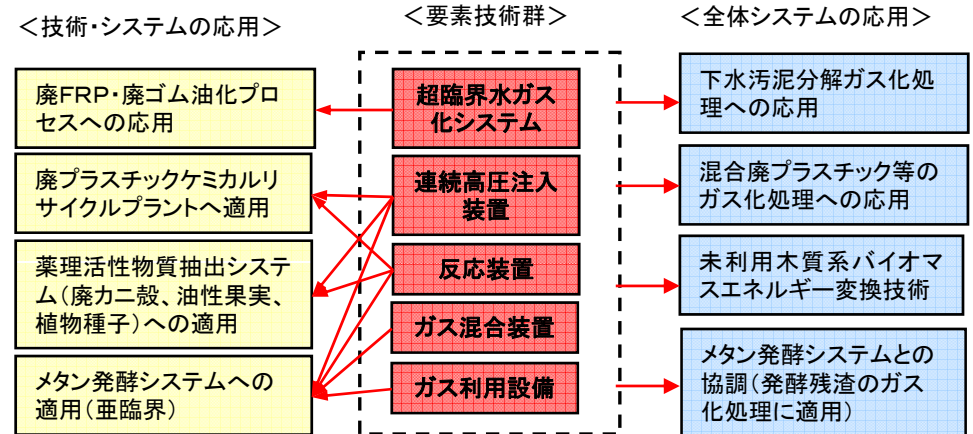 <技術・システムの応用>
廃FRP・廃ゴム油化プロ
セスへの応用
廃プラスチックケミカルリ
サイクルプラントへ適用
薬理活性物質抽出システ
ム(廃カニ殻、油性果実、
植物種子)への適用
メタン発酵システムへの
適用(亜臨界)
<要素技術群>
超臨界水ガス
化システム
連続高圧注入
装置
反応装置
ガス混合装置
ガス利用設備
<全体システムの応用>
下水汚泥分解ガス化処
理への応用
混合廃プラスチック等の
ガス化処理への応用
未利用木質系バイオマ
スエネルギー変換技術
メタン発酵システムとの
協調(発酵残渣のガス
化処理に適用)